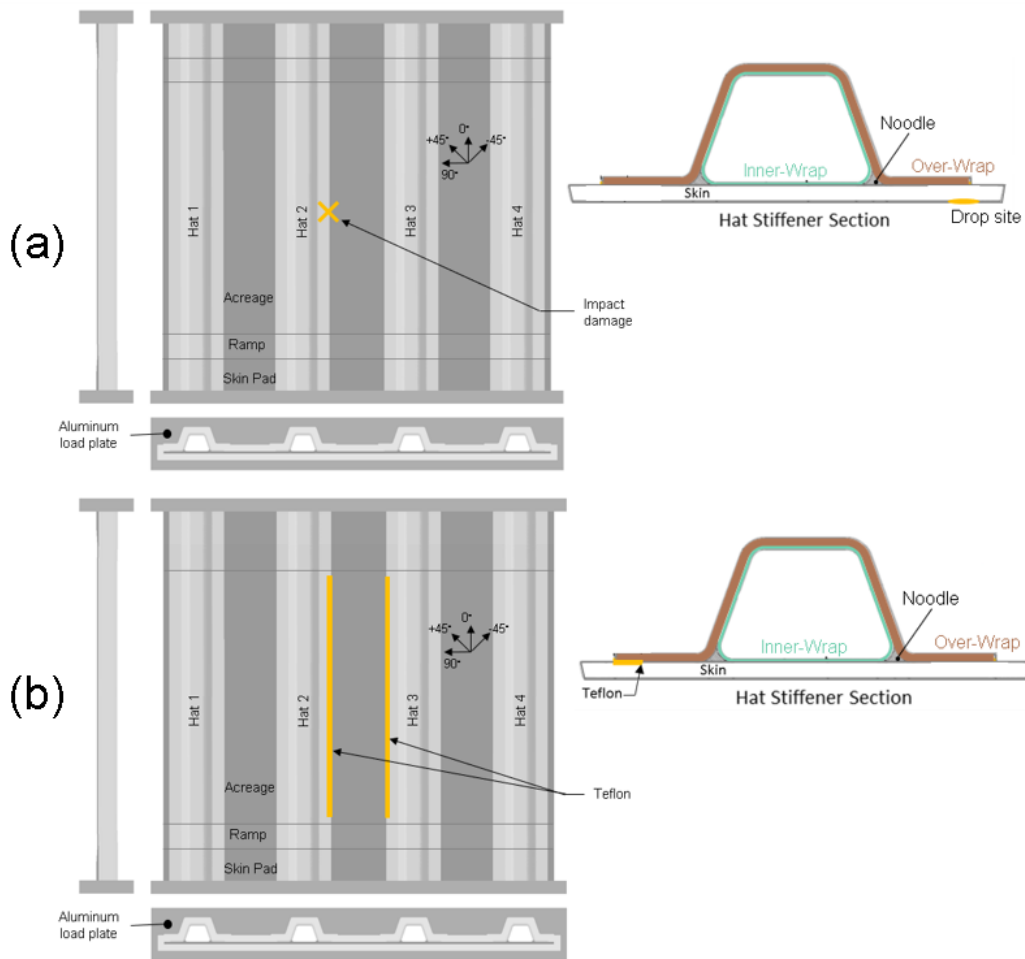 (a)
Hat 1
Hat 2
Hat 3
Hat 4
0°
+45°
-45°
90°
Acreage
Ramp
Skin Pad
Impact
damage
Aluminum
load plate
Noodle
Inner-Wrap
Over-Wrap
Skin
Hat Stiffener Section
Drop site
(b)
Hat 1
Hat 2
Hat 3
Hat 4
0°
+45°
-45°
90°
Acreage
Ramp
Skin Pad
Teflon
Aluminum
load plate
Noodle
Inner-Wrap
Over-Wrap
Skin
Teflon
Hat Stiffener Section